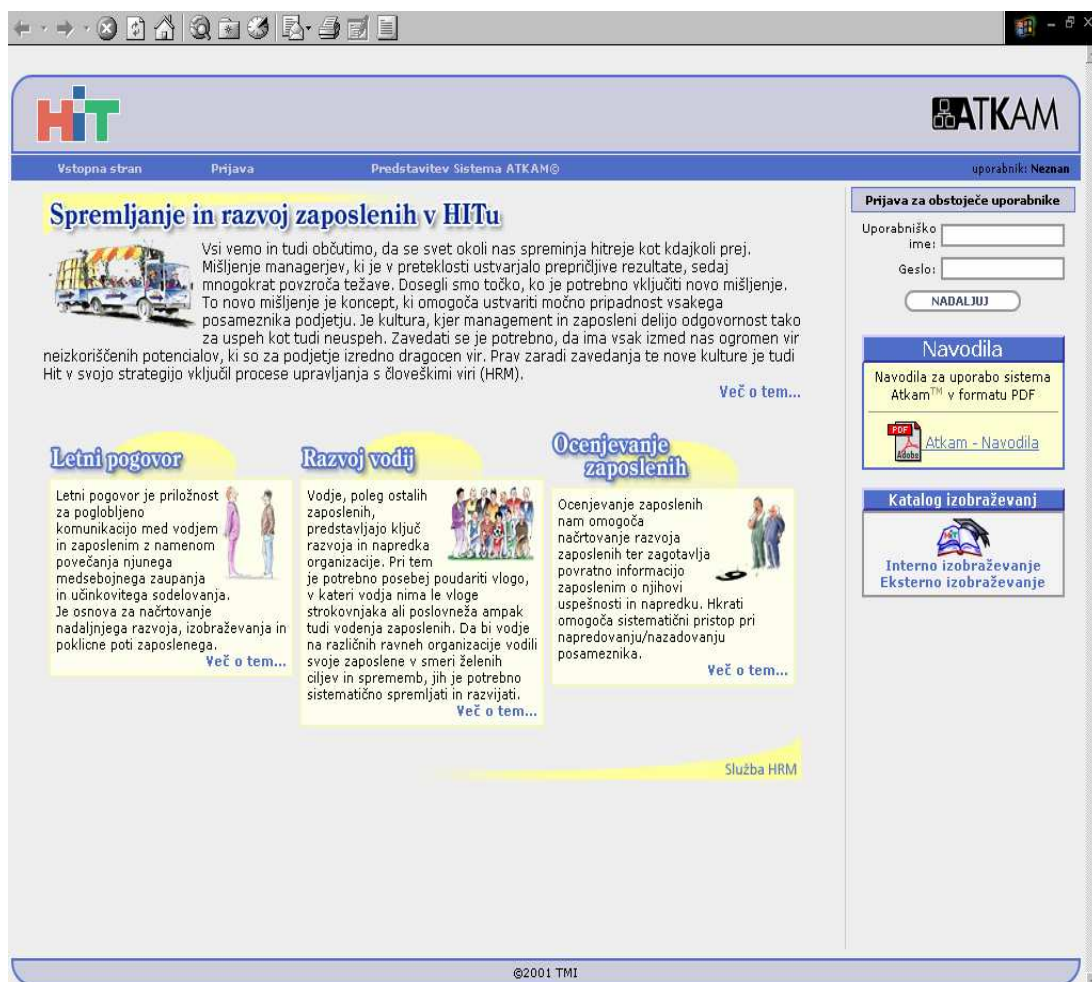 HiT
ATKAM
Vstopna stran
Prijava
Predstavitev Sistema ATKAM©
uporabnik: Neznan
Spremljanje in razvoj zaposlenih v HITu
Vsi vemo in tudi občutimo, da se svet okoli nas spreminja hitreje kot kdajkoli prej.
Mišljenje managerjev, ki je v preteklosti ustvarjalo prepričljive rezultate, sedaj
mnogokrat povzroča težave. Dosegli smo točko, ko je potrebno vključiti novo mišljenje.
To novo mišljenje je koncept, ki omogoča ustvariti močno pripadnost vsakega
posameznika podjetju. Je kultura, kjer management in zaposleni delijo odgovornost tako
za uspeh kot tudi neuspeh. Zavedati se je potrebno, da ima vsak izmed nas ogromen vir
neizkoriščenih potencialov, ki so za podjetje izredno dragocen vir. Prav zaradi zavedanja te nove kulture je tudi
Hit v svojo strategijo vključil procese upravljanja s človeškimi viri (HRM).
Več o tem...
Letni pogovor
Letni pogovor je priložnost
za poglobljeno
komunikacijo med vodjem
in zaposlenim z namenom
povečanja njunega
medsebojnega zaupanja
in učinkovitega sodelovanja.
Je osnova za načrtovanje
nadaljnjega razvoja, izobraževanja in
poklicne poti zaposlenega.
Več o tem...
Razvoj vodij
Vodje, poleg ostalih
zaposlenih,
predstavljajo ključ
razvoja in napredka
organizacije. Pri tem
je potrebno posebej poudariti vlogo,
v kateri vodja nima le vloge
strokovnjaka ali poslovneža ampak
tudi vodenja zaposlenih. Da bi vodje
na različnih ravneh organizacije vodili
svoje zaposlene v smeri želenih
ciljev in sprememb, jih je potrebno
sistematično spremljati in razvijati.
Več o tem...
Ocenjevanje
zaposlenih
Ocenjevanje zaposlenih
nam omogoča
načrtovanje razvoja
zaposlenih ter zagotavlja
povratno informacijo
zaposlenim o njihovi
uspešnosti in napredku. Hkrati
omogoča sistematični pristop pri
napredovanju/nazadovanju
posameznika.
Več o tem...
Služba HRM
Prijava za obstoječe uporabnike
Uporabniško
ime:
Geslo:
NADALJUJ
Navodila
Navodila za uporabo sistema
Atkam™ v formatu PDF
PDF
Adobe
Atkam - Navodila
Katalog izobraževanj
Interno izobraževanje
Eksterno izobraževanje
©2001 TMI